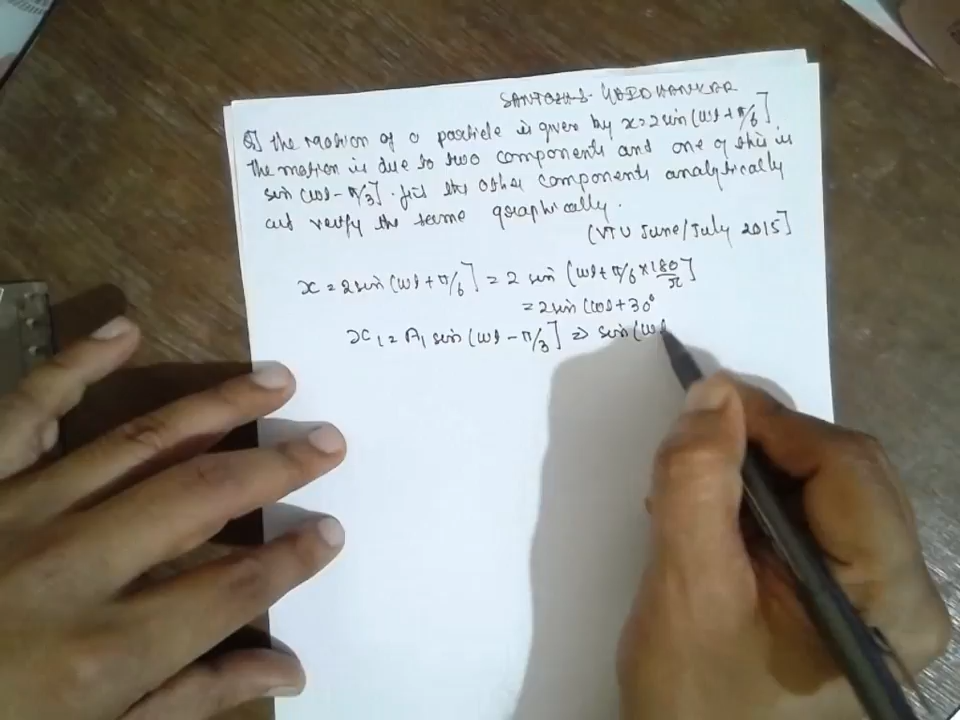 SANTOSH S. 
Q] the motion of a particle is given by x=2sin(ωt+π/6]
The motion is due to two components and one of this is
sin (ωt-π/3]. find the other components analytically
and verify the same graphically.
(VTU June/July 2015]
x=2sin(ωt+π/6] = 2 sin (ωt+π/6×180/π]
=2sin (ωt+30°
x₁=A₁ sin (ωt-π/3] ⇒ sin(ωt